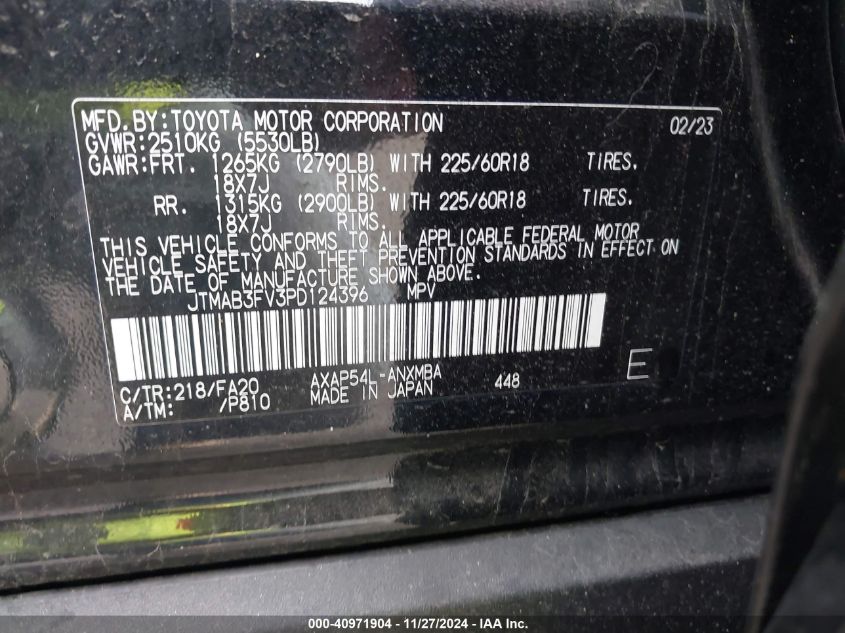 MFD.BY:TOYOTA MOTOR CORPORATION 02/23
GVWR:2510KG (5530LB)
GAWR:FRT. 1265KG (2790LB) WITH 225/60R18 TIRES.
18X7J RIMS.
RR. 1315KG (2900LB) WITH 225/60R18 TIRES.
18X7J RIMS.
THIS VEHICLE CONFORMS TO ALL APPLICABLE FEDERAL MOTOR
VEHICLE SAFETY AND THEFT PREVENTION STANDARDS IN EFFECT ON
THE DATE OF MANUFACTURE SHOWN ABOVE.
JTMAB3FV3PD124396 MPV
C/TR:218/FA20 AXAP54L-ANXMBA 448 E
A/TM: /P810 MADE IN JAPAN
000-40971904 - 11/27/2024 - IAA Inc.